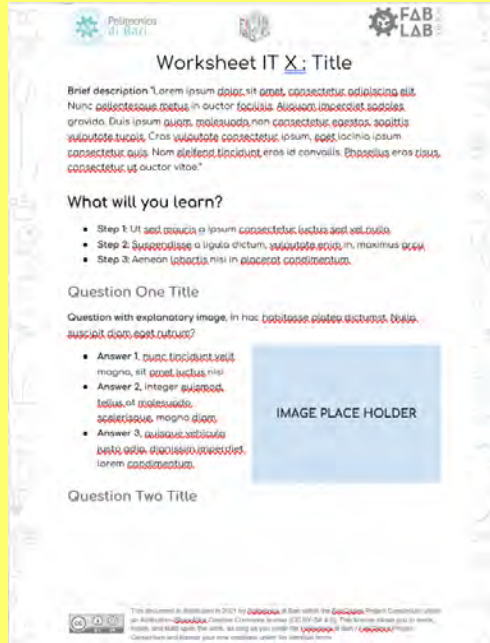 Politecnico
di Bari
FAB
LAB
Worksheet IT X : Title
Brief description "Lorem ipsum dolor sit amet, consectetur adipiscing elit.
Nunc pellentesque metus in auctor facilisis. Aliquam imperdiet sodales
gravida. Duis ipsum quam, malesuada non consectetur egestas, sagittis
vulputate turpis. Cras vulputate consectetur ipsum, eget lacinia ipsum
consectetur quis. Nam eleifend tincidunt eros id convallis. Phasellus eros risus,
consectetur ut auctor vitae."
What will you learn?
• Step 1: Ut sed mauris a ipsum consectetur luctus sed vel nulla.
• Step 2: Suspendisse a ligula dictum, vulputate enim in, maximus arcu.
• Step 3: Aenean lobortis nisi in placerat condimentum.
Question One Title
Question with explanatory image, In hac habitasse platea dictumst. Nulla
suscipit diam eget rutrum?
• Answer 1, nunc tincidunt velit
magna, sit amet luctus nisi
• Answer 2, integer euismod,
tellus at malesuada
scelerisque, magna diam
• Answer 3, quisque vehicula
justo odio, dignissim imperdiet
lorem condimentum.
IMAGE PLACE HOLDER
Question Two Title